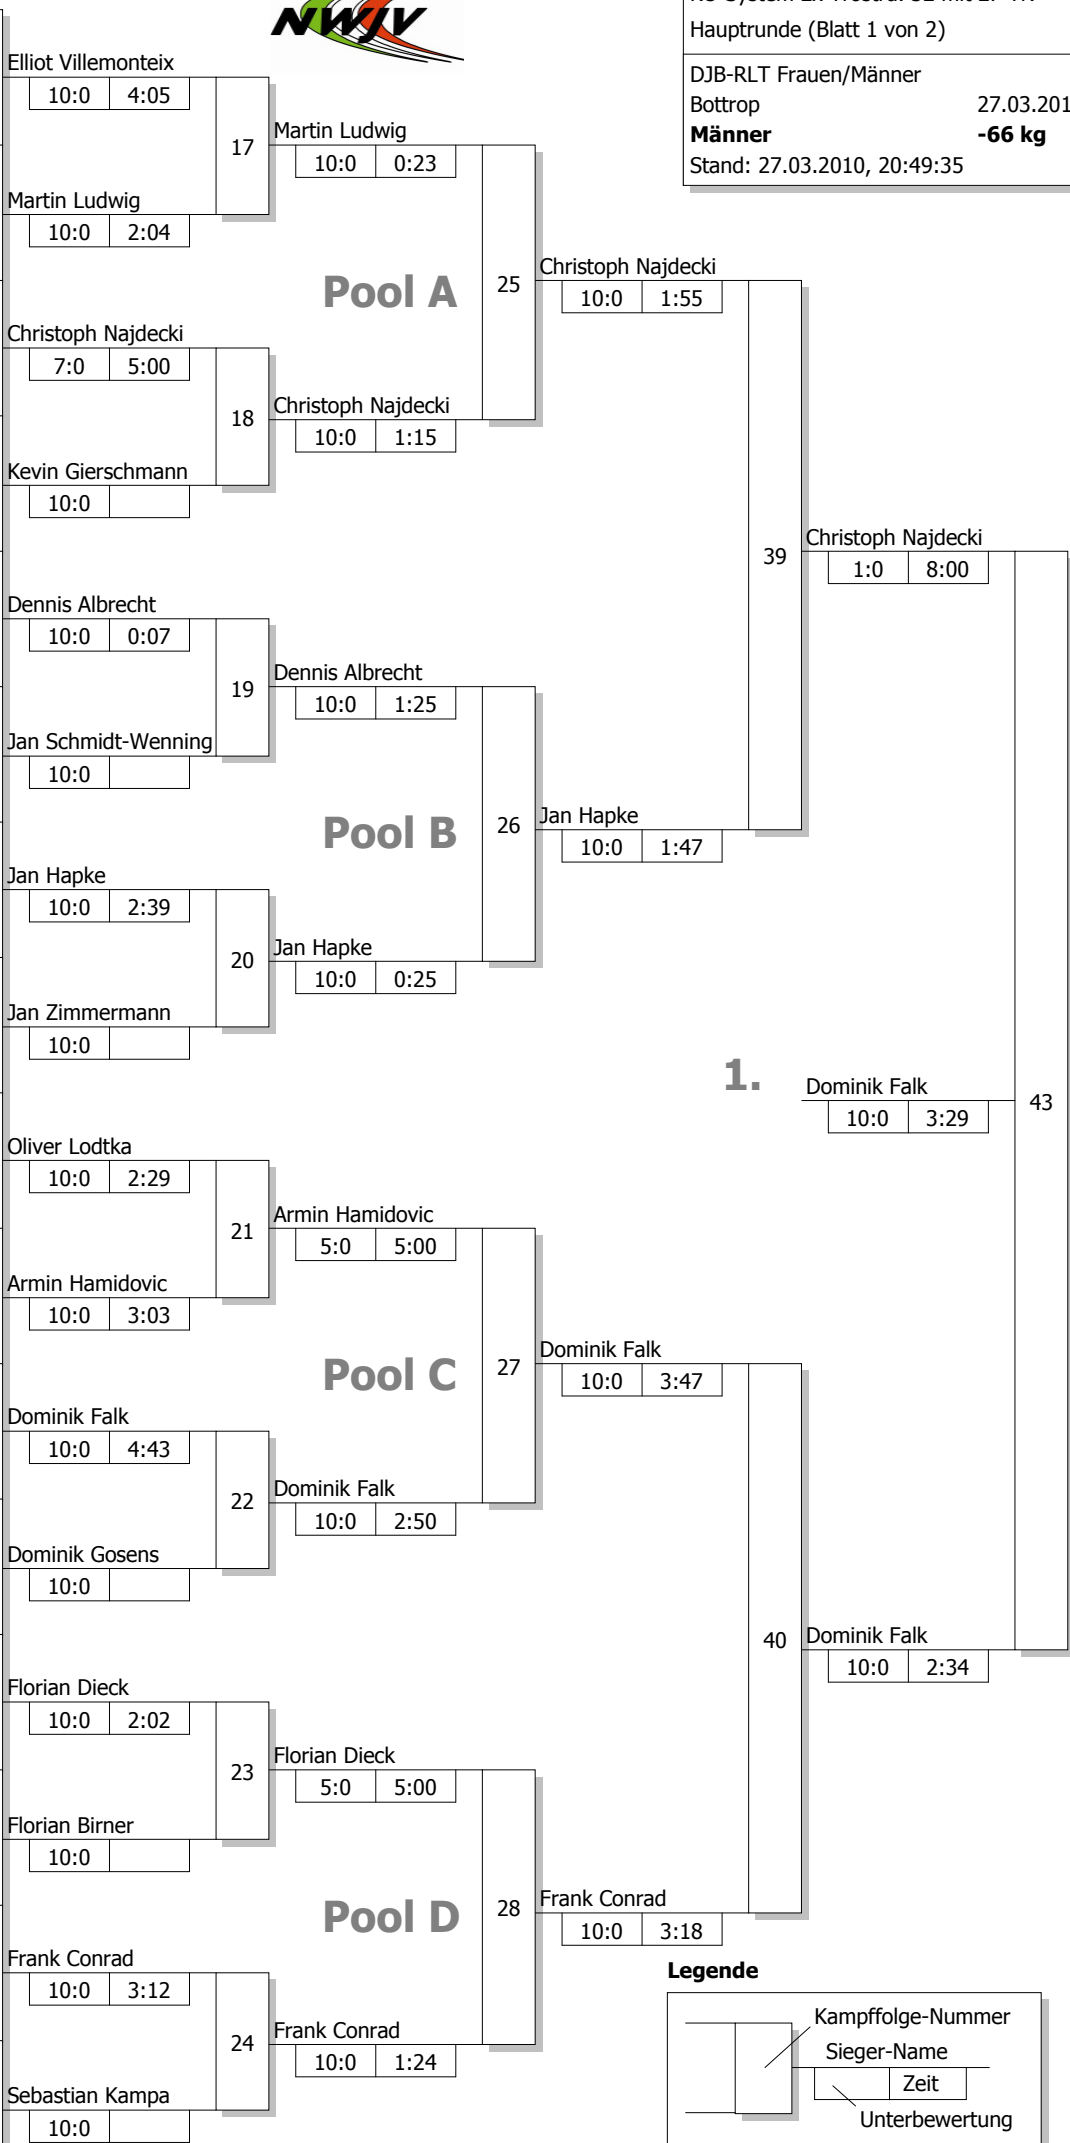 NWJV
Hauptrunde (Blatt 1 von 2)
DJB-RLT Frauen/Männer
Bottrop 27.03.201
Männer -66 kg
Stand: 27.03.2010, 20:49:35
Elliot Villemonteix
10:0 4:05
17
Martin Ludwig
10:0 0:23
Martin Ludwig
10:0 2:04
Pool A
25
Christoph Najdecki
10:0 1:55
Christoph Najdecki
7:0 5:00
18
Christoph Najdecki
10:0 1:15
Kevin Gierschmann
10:0
39
Christoph Najdecki
1:0 8:00
Dennis Albrecht
10:0 0:07
19
Dennis Albrecht
10:0 1:25
Jan Schmidt-Wenning
10:0
Pool B
26
Jan Hapke
10:0 1:47
Jan Hapke
10:0 2:39
20
Jan Hapke
10:0 0:25
Jan Zimmermann
10:0
1.
Dominik Falk
10:0 3:29
43
Oliver Lodtka
10:0 2:29
21
Armin Hamidovic
5:0 5:00
Armin Hamidovic
10:0 3:03
Pool C
27
Dominik Falk
10:0 3:47
Dominik Falk
10:0 4:43
22
Dominik Falk
10:0 2:50
Dominik Gosens
10:0
40
Dominik Falk
10:0 2:34
Florian Dieck
10:0 2:02
23
Florian Dieck
5:0 5:00
Florian Birner
10:0
Pool D
28
Frank Conrad
10:0 3:18
Frank Conrad
10:0 3:12
24
Frank Conrad
10:0 1:24
Sebastian Kampa
10:0
Legende
Kampffolge-Nummer
Sieger-Name
Zeit
Unterbewertung